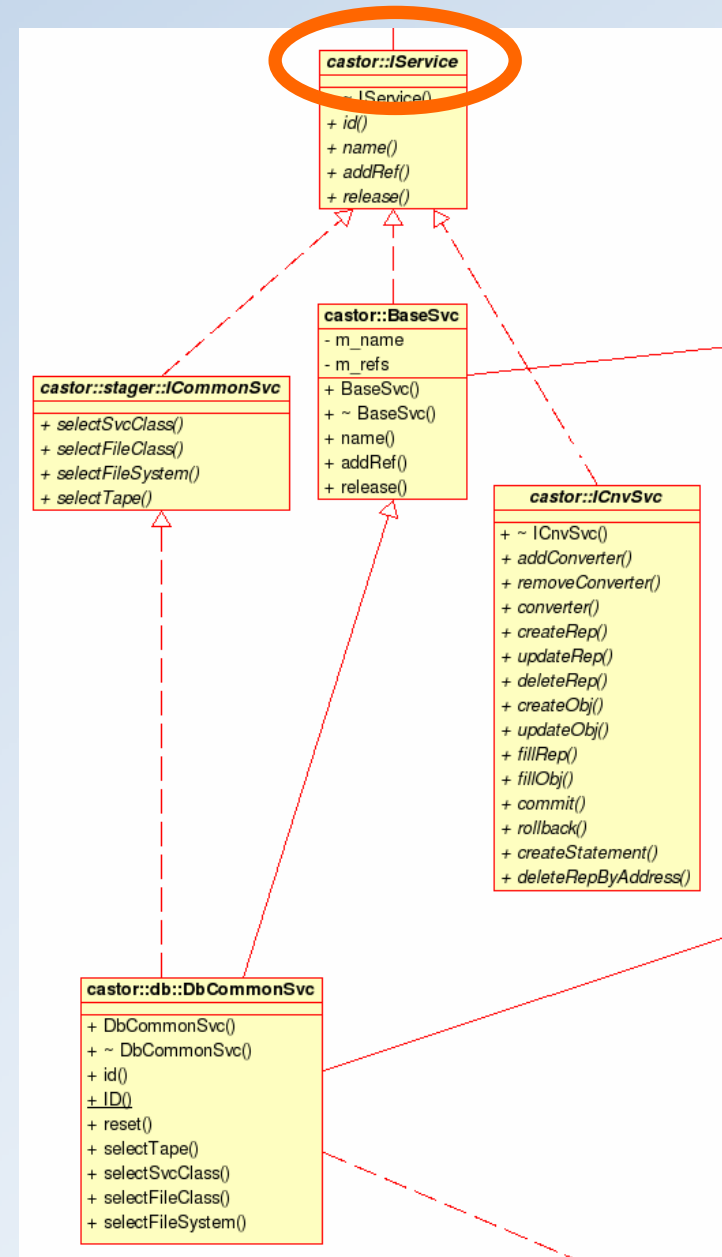 castor::IService
+ ~ IService()
+ id()
+ name()
+ addRef()
+ release()
castor::BaseSvc
- m_name
- m_refs
+ BaseSvc()
+ ~ BaseSvc()
+ name()
+ addRef()
+ release()
castor::stager::ICommonSvc
+ selectSvcClass()
+ selectFileClass()
+ selectFileSystem()
+ selectTape()
castor::ICnvSvc
+ ~ ICnvSvc()
+ addConverter()
+ removeConverter()
+ converter()
+ createRep()
+ updateRep()
+ deleteRep()
+ createObj()
+ updateObj()
+ fillRep()
+ fillObj()
+ commit()
+ rollback()
+ createStatement()
+ deleteRepByAddress()
castor::db::DbCommonSvc
+ DbCommonSvc()
+ ~ DbCommonSvc()
+ id()
+ ID()
+ reset()
+ selectTape()
+ selectSvcClass()
+ selectFileClass()
+ selectFileSystem()